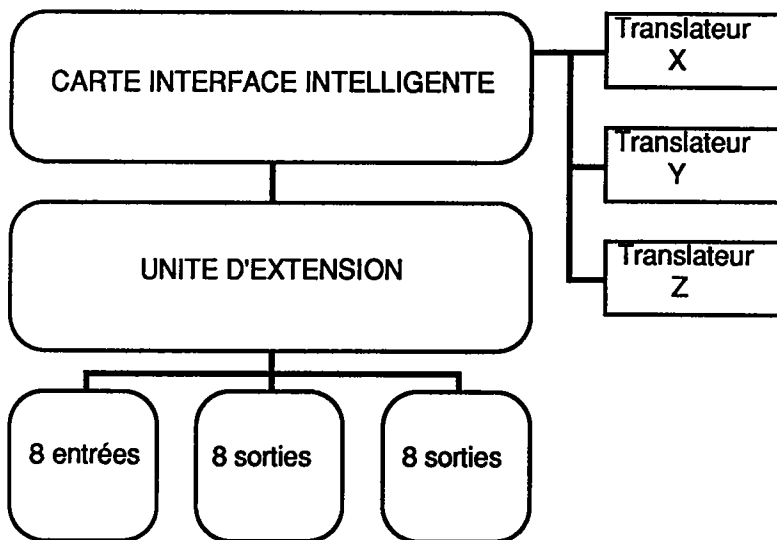 CARTE INTERFACE INTELLIGENTE
Translateur
X
Translateur
Y
Translateur
Z
UNITE D'EXTENSION
8 entrées
8 sorties
8 sorties